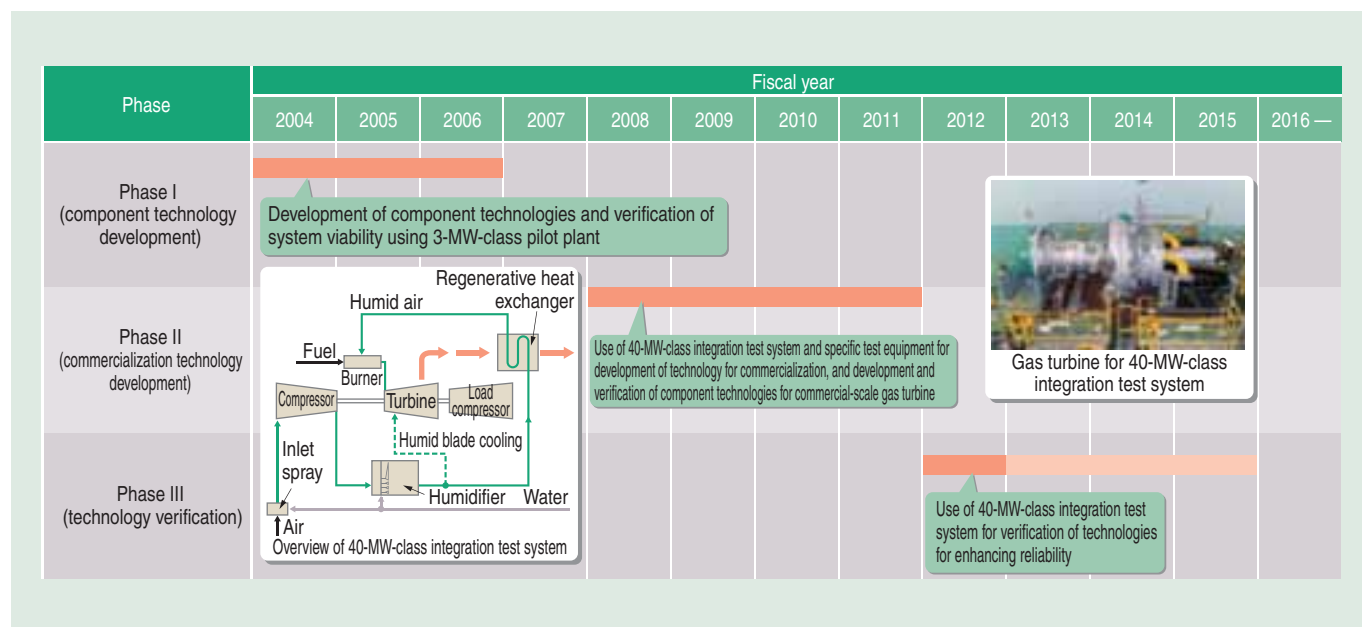 Phase
Fiscal year
2004 2005 2006 2007 2008 2009 2010 2011 2012 2013 2014 2015 2016 —
Phase I
(component technology
development)
Development of component technologies and verification of
system viability using 3-MW-class pilot plant
Phase II
(commercialization technology
development)
Regenerative heat
exchanger
Humid air
Fuel
Burner
Compressor
Turbine
Load
compressor
Humid blade cooling
Inlet
spray
Humidifier
Water
Air
Overview of 40-MW-class integration test system
Use of 40-MW-class integration test system and specific test equipment for
development of technology for commercialization, and development and
verification of component technologies for commercial-scale gas turbine
Gas turbine for 40-MW-class
integration test system
Phase III
(technology verification)
Use of 40-MW-class integration test
system for verification of technologies
for enhancing reliability